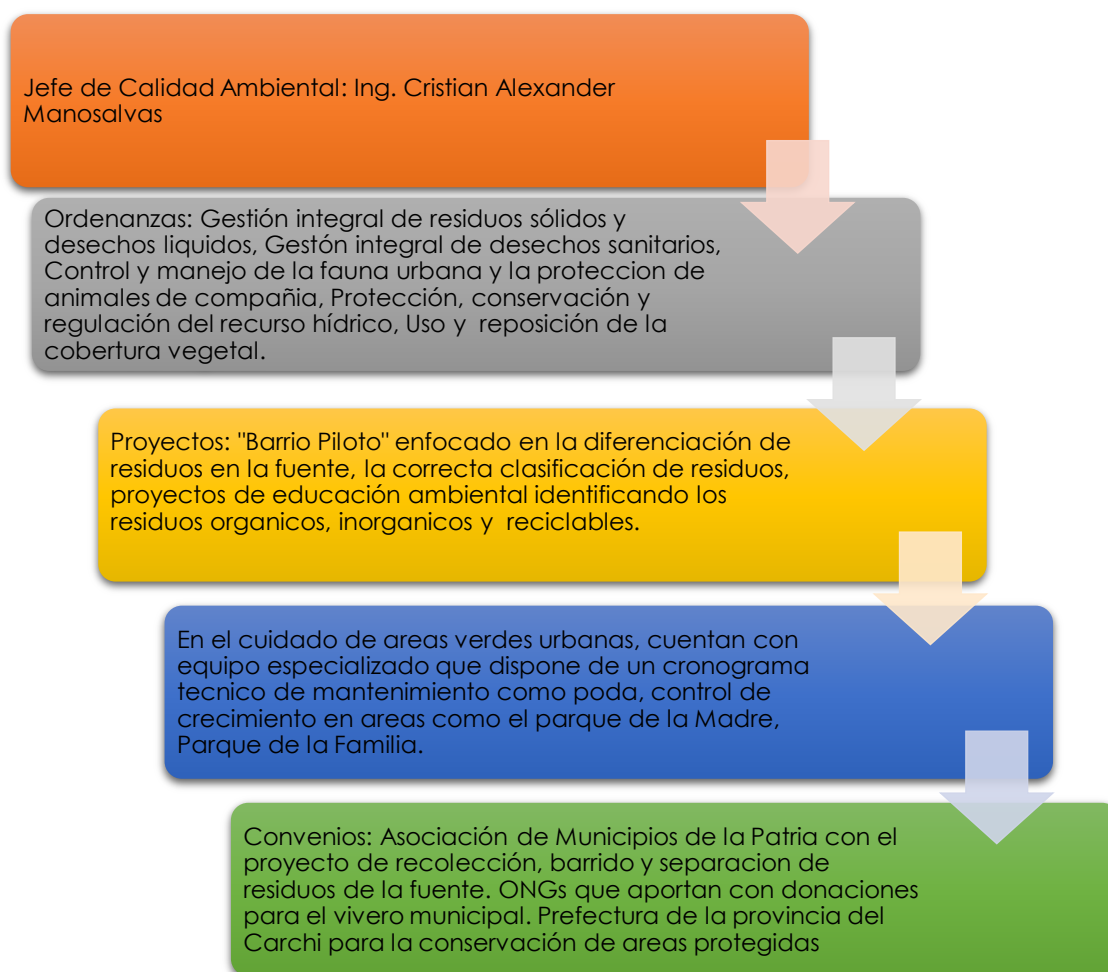 Jefe de Calidad Ambiental: Ing. Cristian Alexander
Manosalvas
Ordenanzas: Gestión integral de residuos sólidos y
desechos liquidos, Gestón integral de desechos sanitarios,
Control y manejo de la fauna urbana y la proteccion de
animales de compañia, Protección, conservación y
regulación del recurso hídrico, Uso y reposición de la
cobertura vegetal.
Proyectos: "Barrio Piloto" enfocado en la diferenciación de
residuos en la fuente, la correcta clasificación de residuos,
proyectos de educación ambiental identificando los
residuos organicos, inorganicos y reciclables.
En el cuidado de areas verdes urbanas, cuentan con
equipo especializado que dispone de un cronograma
tecnico de mantenimiento como poda, control de
crecimiento en areas como el parque de la Madre,
Parque de la Familia.
Convenios: Asociación de Municipios de la Patria con el
proyecto de recolección, barrido y separacion de
residuos de la fuente. ONGs que aportan con donaciones
para el vivero municipal. Prefectura de la provincia del
Carchi para la conservación de areas protegidas